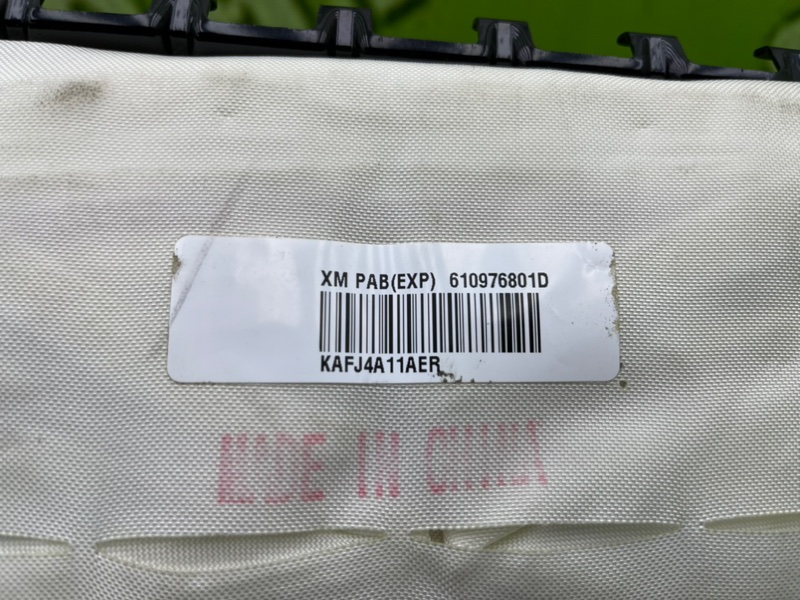 XM PAB(EXP) 610976801D
KAFJ4A11AER
MADE IN CHINA